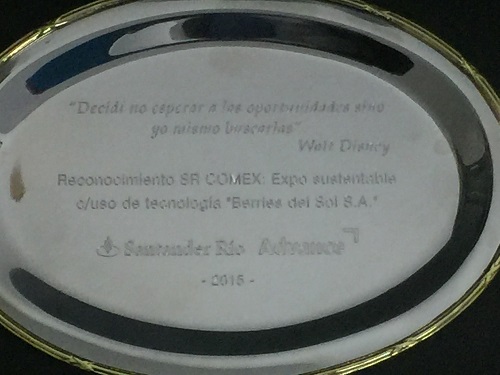 "Decidí no esperar a las oportunidades sino
yo mismo buscarlas"
Walt Disney
Reconocimiento SR COMEX: Expo sustentable
c/uso de tecnología "Berries del Sol S.A."
Santander Río Advance
- 2015 -